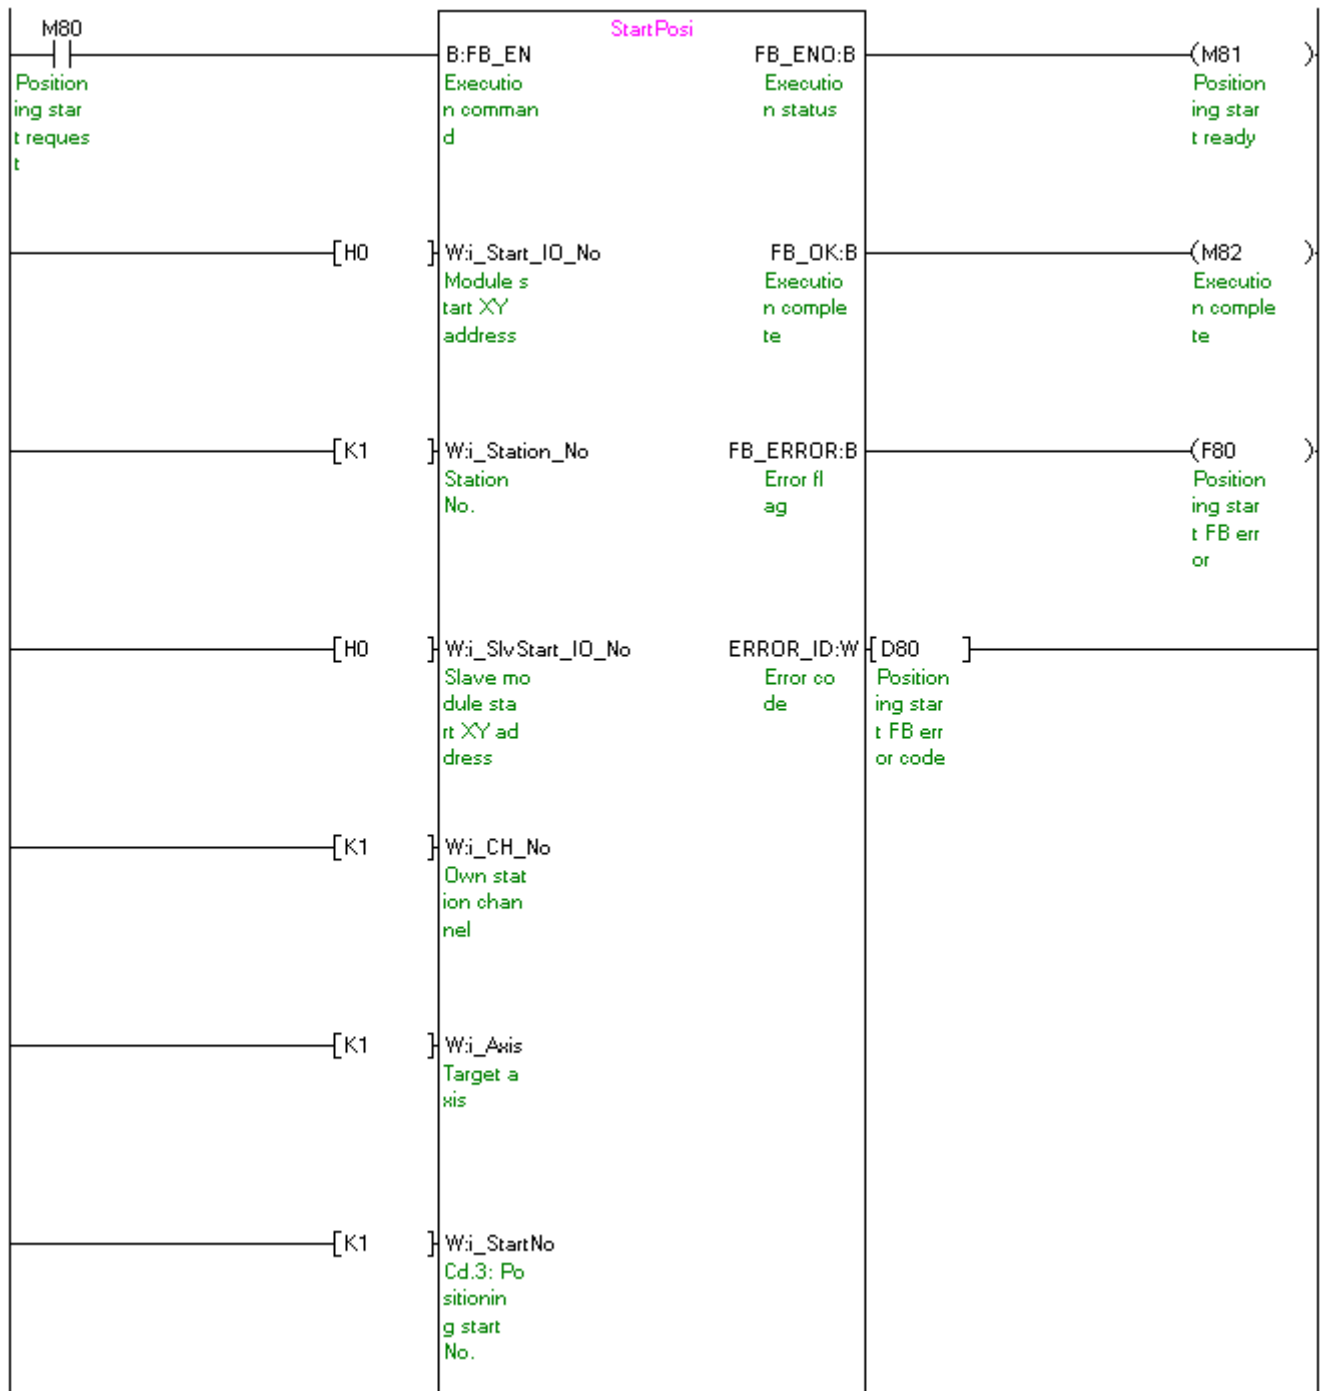 M80
StartPosi
B:FB_EN
FB_ENO:B
(M81 )
Position
ing star
t reques
t
Executio
n comman
d
Executio
n status
Position
ing star
t ready
[H0 ]
W:i_Start_IO_No
FB_OK:B
(M82 )
Module s
tart XY
address
Executio
n comple
te
Executio
n comple
te
[K1 ]
W:i_Station_No
FB_ERROR:B
(F80 )
Station
No.
Error fl
ag
Position
ing star
t FB err
or
[H0 ]
W:i_SlvStart_IO_No
ERROR_ID:W
[D80 ]
Slave mo
dule sta
rt XY ad
dress
Error co
de
Position
ing star
t FB err
or code
[K1 ]
W:i_CH_No
Own stat
ion chan
nel
[K1 ]
W:i_Axis
Target a
xis
[K1 ]
W:i_StartNo
Cd.3: Po
sitionin
g start
No.